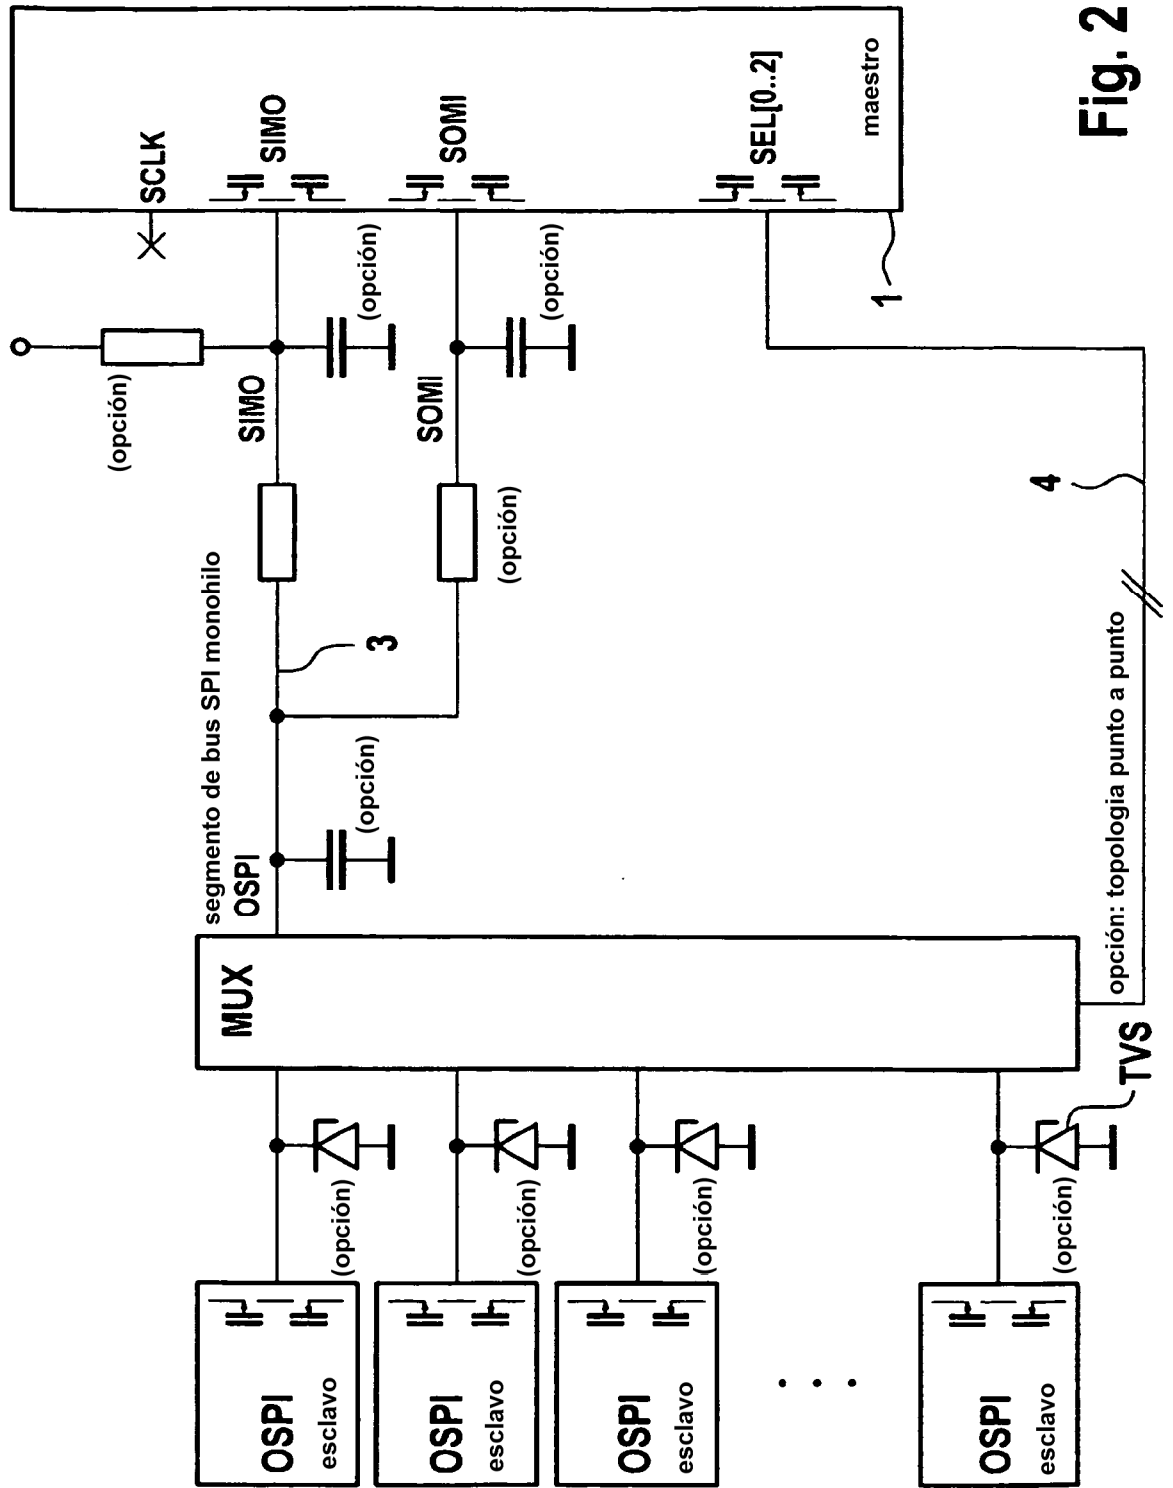 SCLK
SIMO
SOMI
SEL[0..2]
maestro
1
(opción)
(opción)
(opción)
SIMO
SOMI
(opción)
3
4
segmento de bus SPI monohilo
OSPI
(opción)
MUX
opción: topologia punto a punto
TVS
(opción)
(opción)
(opción)
(opción)
OSPI
esclavo
OSPI
esclavo
OSPI
esclavo
. . .
OSPI
esclavo
Fig. 2